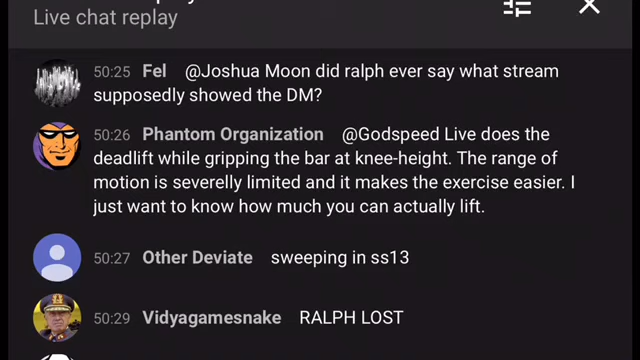 Live chat replay
50:25 Fel @Joshua Moon did ralph ever say what stream
supposedly showed the DM?
50:26 Phantom Organization @Godspeed Live does the
deadlift while gripping the bar at knee-height. The range of
motion is severelly limited and it makes the exercise easier. I
just want to know how much you can actually lift.
50:27 Other Deviate sweeping in ss13
50:29 Vidyagamesnake RALPH LOST